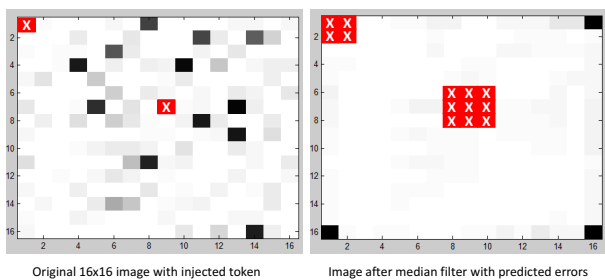 X
2
4
6
8
10
12
14
16
X
2 4 6 8 10 12 14 16
Original 16x16 image with injected token
X X
X X
2
4
6
8
10
12
14
16
X X X
X X X
X X X
2 4 6 8 10 12 14 16
Image after median filter with predicted errors